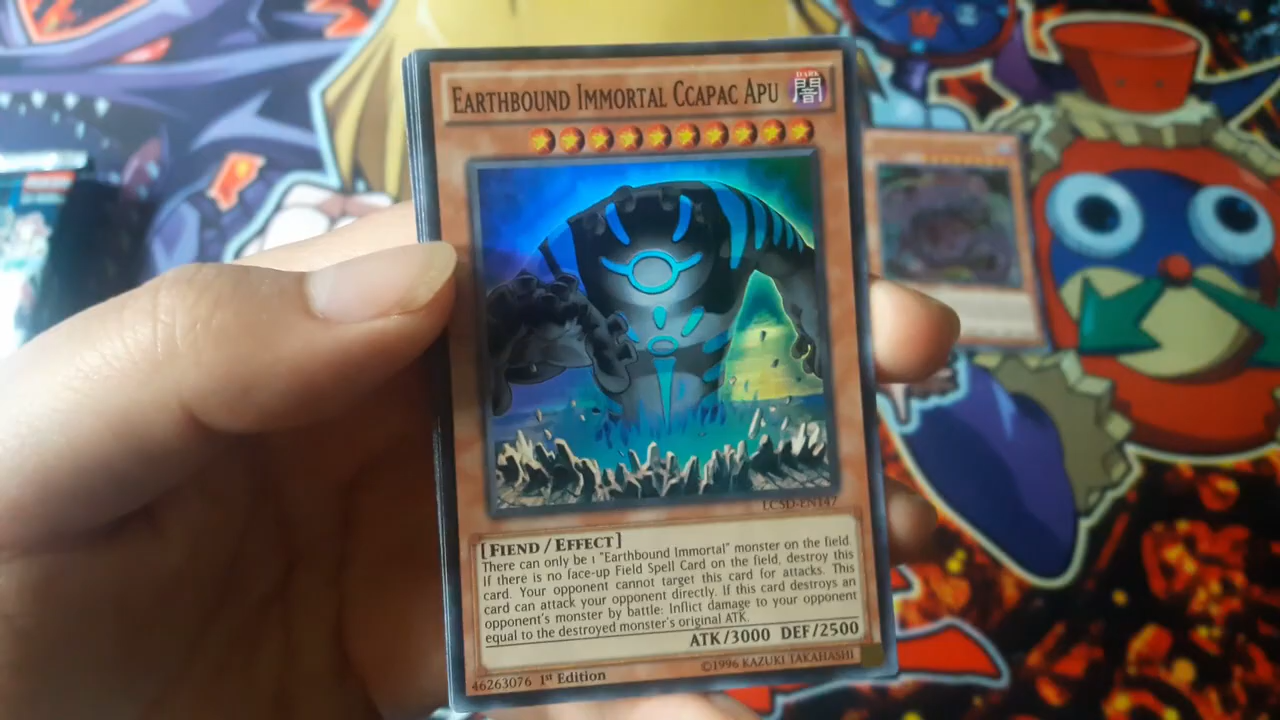 EARTHBOUND IMMORTAL CCAPAC APU
DARK
闇
LC5D-EN147
[FIEND / EFFECT]
There can only be 1 "Earthbound Immortal" monster on the field.
If there is no face-up Field Spell Card on the field, destroy this
card. Your opponent cannot target this card for attacks. This
card can attack your opponent directly. If this card destroys an
opponent's monster by battle: Inflict damage to your opponent
equal to the destroyed monster's original ATK.
ATK/3000 DEF/2500
©1996 KAZUKI TAKAHASHI
46263076 1st Edition